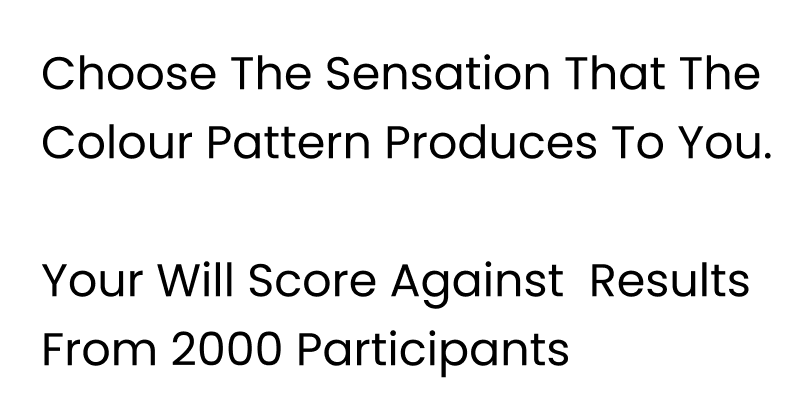 Choose The Sensation That The
Colour Pattern Produces To You.
Your Will Score Against  Results
From 2000 Participants